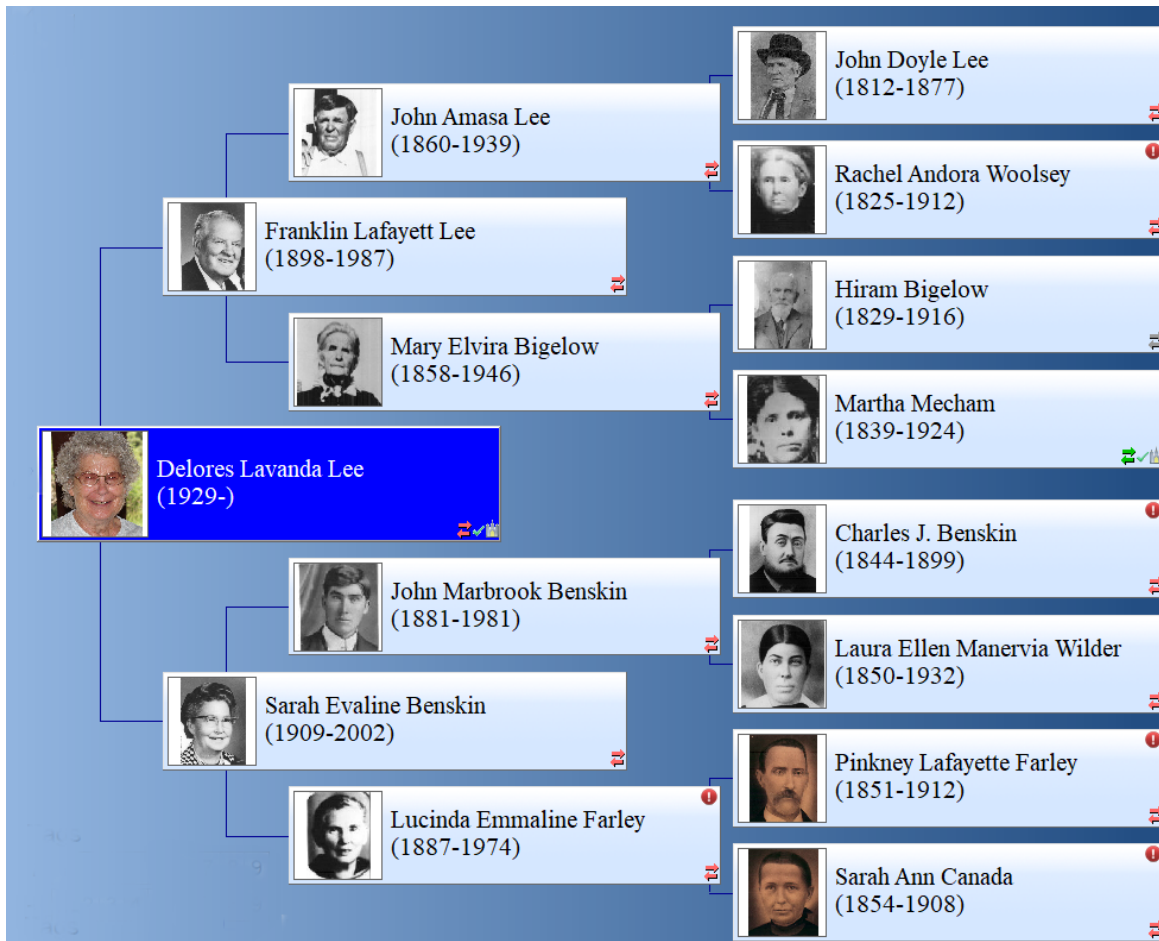 John Doyle Lee
(1812-1877)
John Amasa Lee
(1860-1939)
Rachel Andora Woolsey
(1825-1912)
Franklin Lafayett Lee
(1898-1987)
Hiram Bigelow
(1829-1916)
Mary Elvira Bigelow
(1858-1946)
Martha Mecham
(1839-1924)
Delores Lavanda Lee
(1929-)
Charles J. Benskin
(1844-1899)
John Marbrook Benskin
(1881-1981)
Laura Ellen Manervia Wilder
(1850-1932)
Sarah Evaline Benskin
(1909-2002)
Pinkney Lafayette Farley
(1851-1912)
Lucinda Emmaline Farley
(1887-1974)
Sarah Ann Canada
(1854-1908)